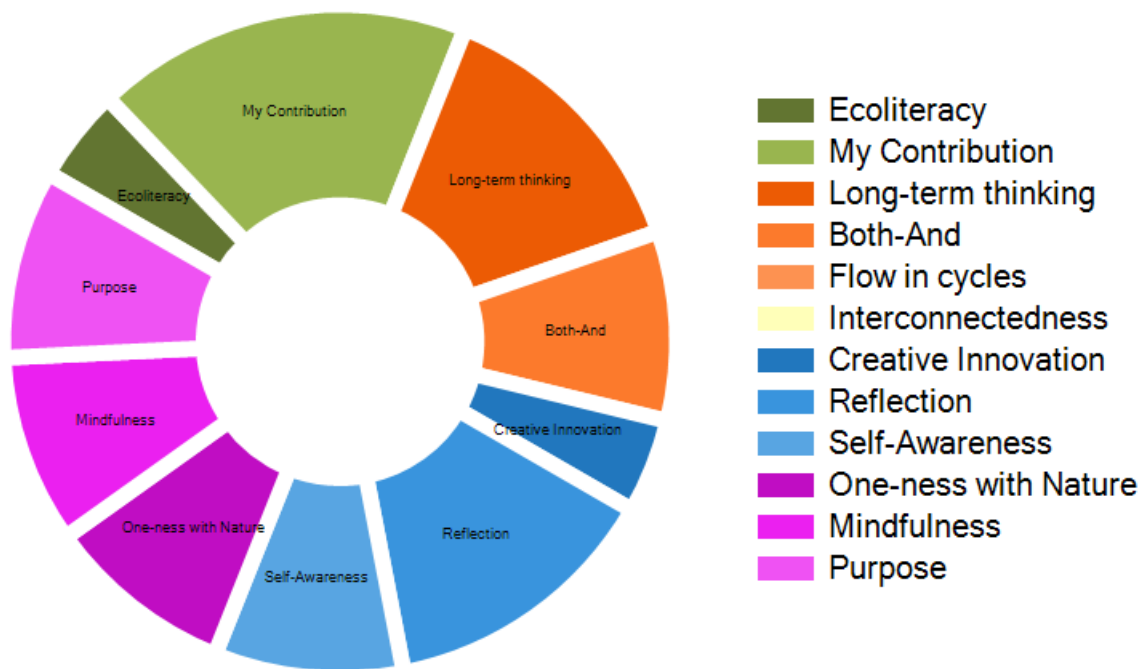 My Contribution
Long-term thinking
Ecoliteracy
Purpose
Both-And
Mindfulness
Creative Innovation
One-ness with Nature
Reflection
Self-Awareness
Ecoliteracy
My Contribution
Long-term thinking
Both-And
Flow in cycles
Interconnectedness
Creative Innovation
Reflection
Self-Awareness
One-ness with Nature
Mindfulness
Purpose